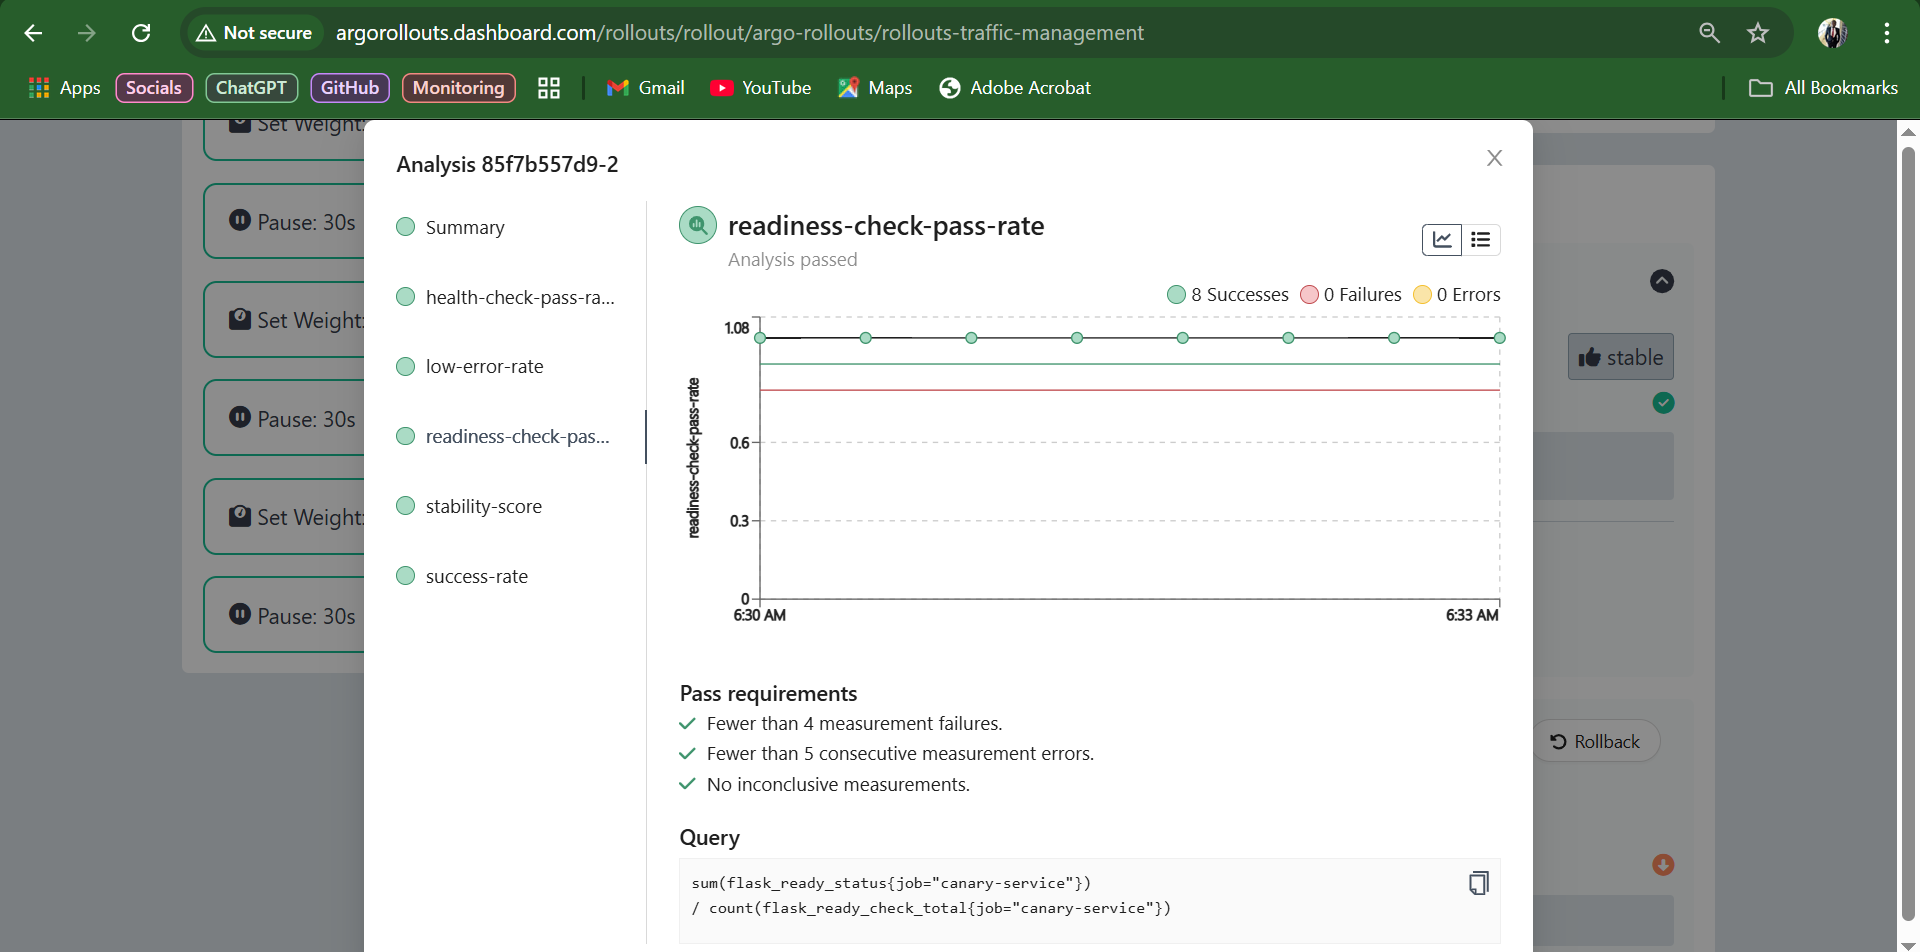 Not secure argorollouts.dashboard.com/rollouts/rollout/argo-rollouts/rollouts-traffic-management
Apps Socials ChatGPT GitHub Monitoring Gmail YouTube Maps Adobe Acrobat All Bookmarks
Set Weight:
Pause: 30s
Set Weight:
Pause: 30s
Set Weight:
Pause: 30s
Analysis 85f7b557d9-2
Summary
health-check-pass-ra...
low-error-rate
readiness-check-pas...
stability-score
success-rate
readiness-check-pass-rate
Analysis passed
8 Successes 0 Failures 0 Errors
1.08
0.6
0.3
0
readiness-check-pass-rate
6:30 AM 6:33 AM
Pass requirements
Fewer than 4 measurement failures.
Fewer than 5 consecutive measurement errors.
No inconclusive measurements.
Query
sum(flask_ready_status{job="canary-service"})
/ count(flask_ready_check_total{job="canary-service"})
stable
Rollback